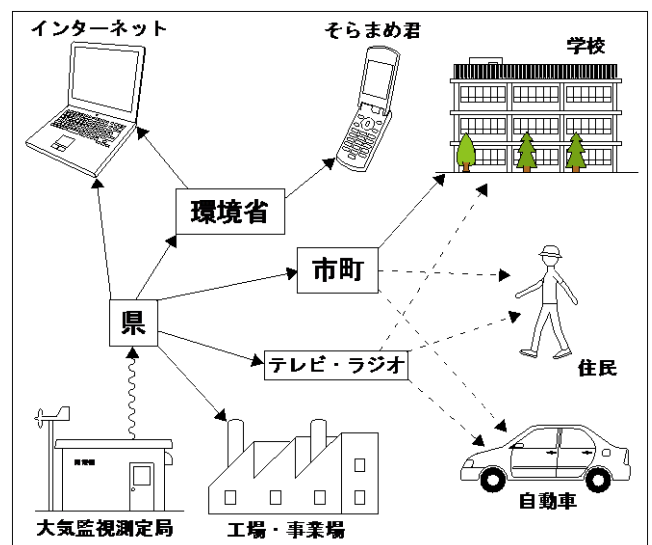 インターネット
そらまめ君
学校
環境省
市町
県
テレビ・ラジオ
住民
自動車
大気監視測定局
工場・事業場